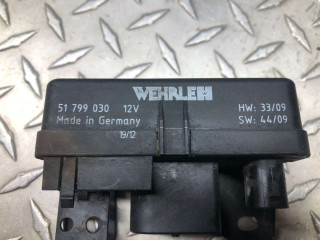 WEHRLE
51 799 030 12V
HW: 33/09
Made in Germany
SW: 44/09
19/12